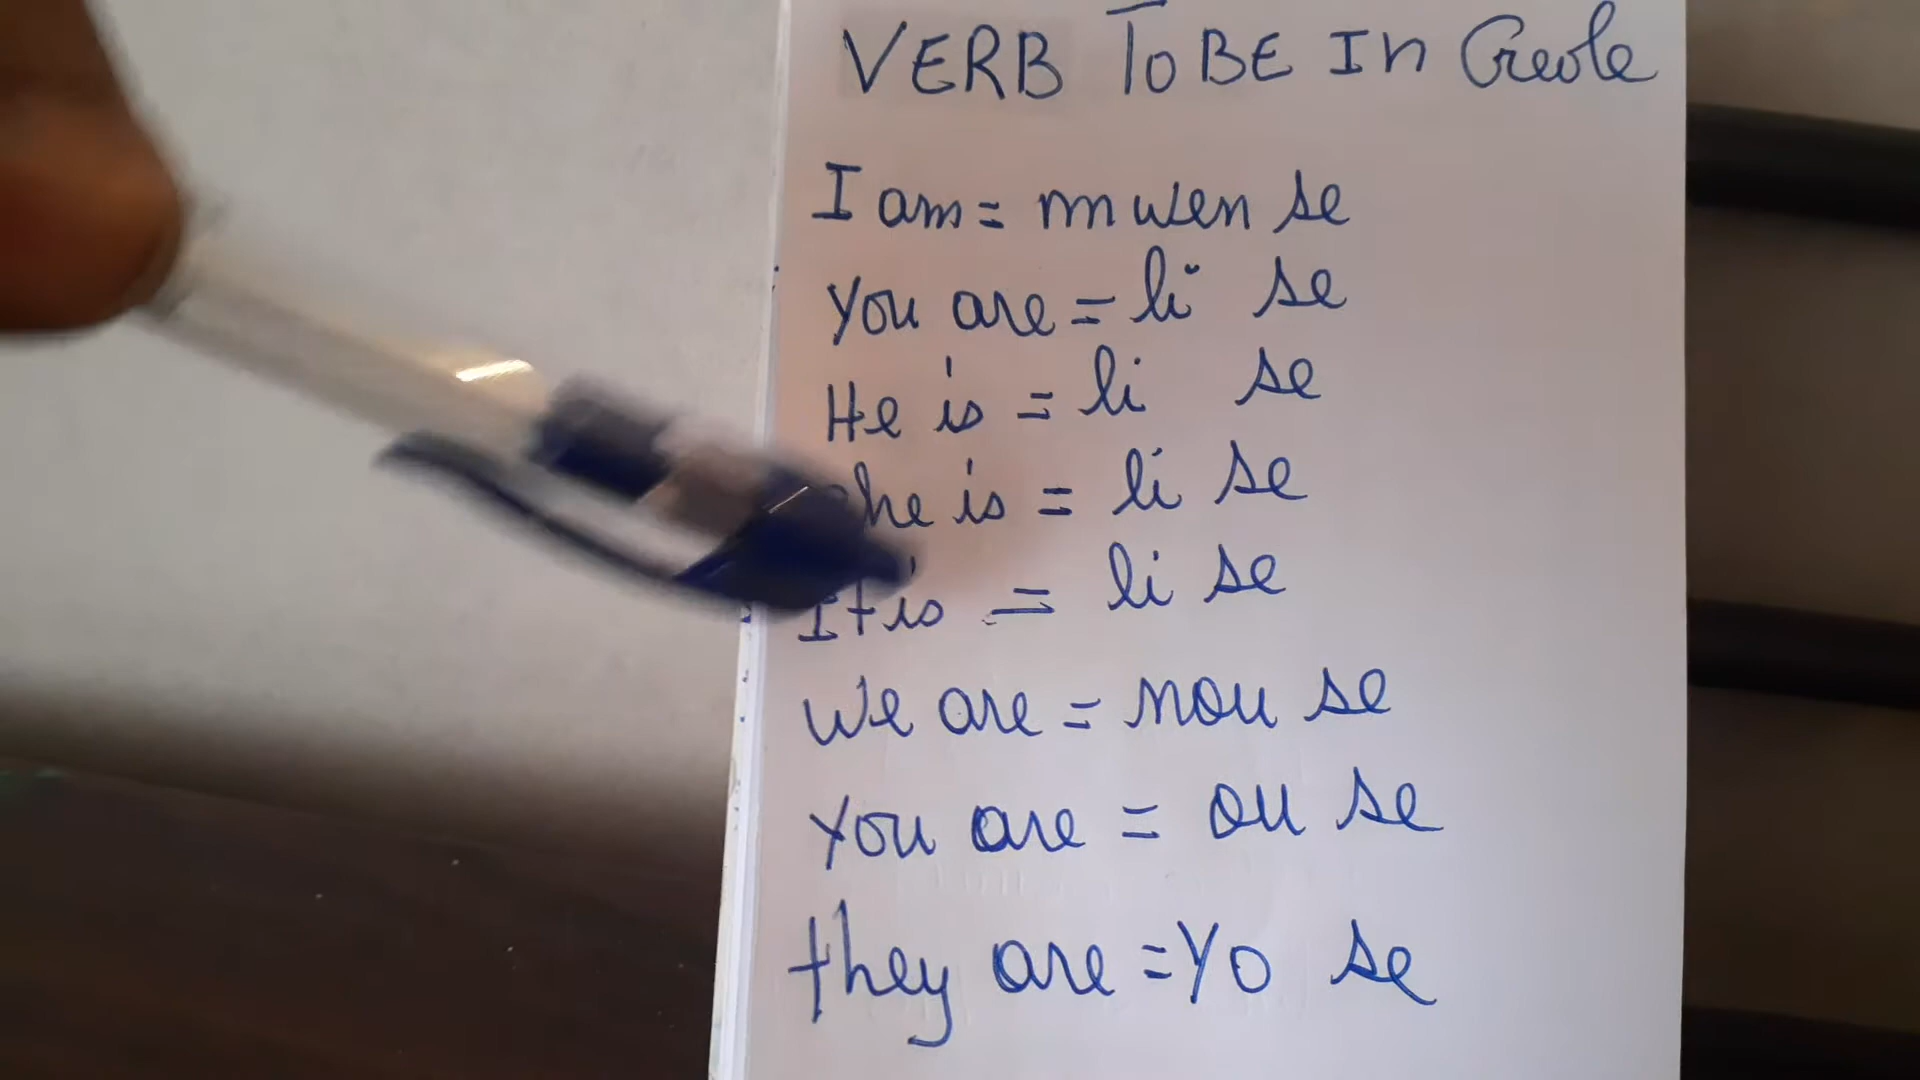 VERB TO BE In Creole
I am = mwen se
You are = li se
He is = li se
She is = li se
It is = li se
We are = nou se
You are = ou se
they are = Yo se